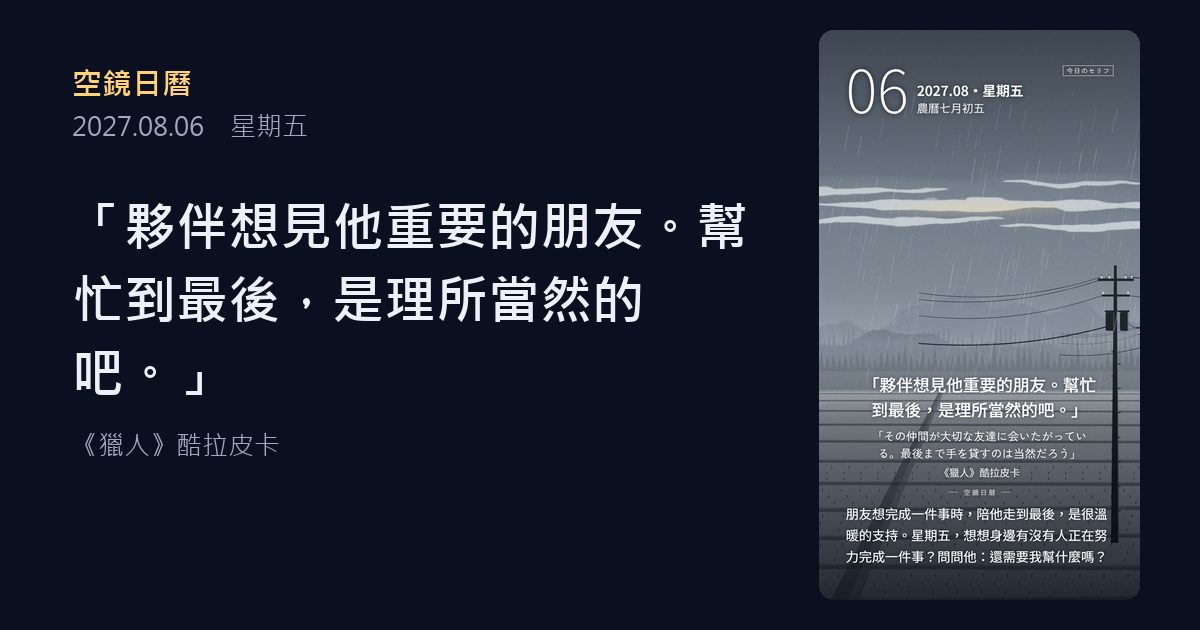 空鏡日曆
2027.08.06 星期五
「夥伴想見他重要的朋友。幫
忙到最後，是理所當然的
吧。」
《獵人》酷拉皮卡
今日のセリフ
06
2027.08・星期五
農曆七月初五
「夥伴想見他重要的朋友。幫忙
到最後，是理所當然的吧。」
「その仲間が大切な友達に会いたがってい
る。最後まで手を貸すのは当然だろう」
《獵人》酷拉皮卡
空鏡日曆
朋友想完成一件事時，陪他走到最後，是很溫
暖的支持。星期五，想想身邊有沒有人正在努
力完成一件事？問問他：還需要我幫什麼嗎？